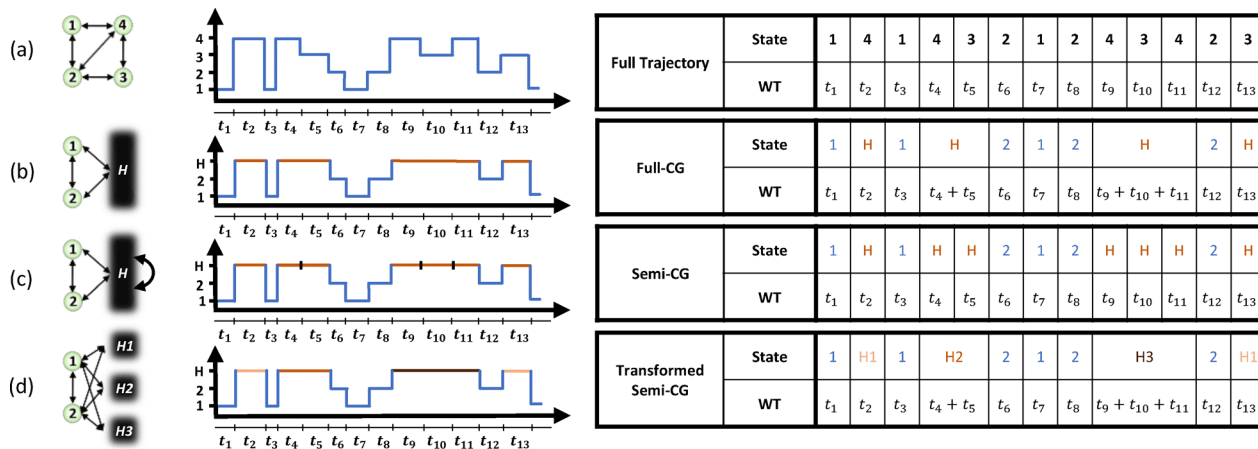 (a)
1 4
2 3
4
3
2
1
t₁ t₂ t₃ t₄ t₅ t₆ t₇ t₈ t₉ t₁₀ t₁₁ t₁₂ t₁₃
Full Trajectory
State 1 4 1 4 3 2 1 2 4 3 4 2 3
WT t₁ t₂ t₃ t₄ t₅ t₆ t₇ t₈ t₉ t₁₀ t₁₁ t₁₂ t₁₃
(b)
1
H
2
H
2
1
t₁ t₂ t₃ t₄ t₅ t₆ t₇ t₈ t₉ t₁₀ t₁₁ t₁₂ t₁₃
Full-CG
State 1 H 1 H 2 1 2 H 2 H
WT t₁ t₂ t₃ t₄ + t₅ t₆ t₇ t₈ t₉ + t₁₀ + t₁₁ t₁₂ t₁₃
(c)
1
H
2
H
2
1
t₁ t₂ t₃ t₄ t₅ t₆ t₇ t₈ t₉ t₁₀ t₁₁ t₁₂ t₁₃
Semi-CG
State 1 H 1 H H 2 1 2 H H H 2 H
WT t₁ t₂ t₃ t₄ t₅ t₆ t₇ t₈ t₉ t₁₀ t₁₁ t₁₂ t₁₃
(d)
H1
1
H2
2
H3
H
2
1
t₁ t₂ t₃ t₄ t₅ t₆ t₇ t₈ t₉ t₁₀ t₁₁ t₁₂ t₁₃
Transformed
Semi-CG
State 1 H1 1 H2 2 1 2 H3 2 H1
WT t₁ t₂ t₃ t₄ + t₅ t₆ t₇ t₈ t₉ + t₁₀ + t₁₁ t₁₂ t₁₃